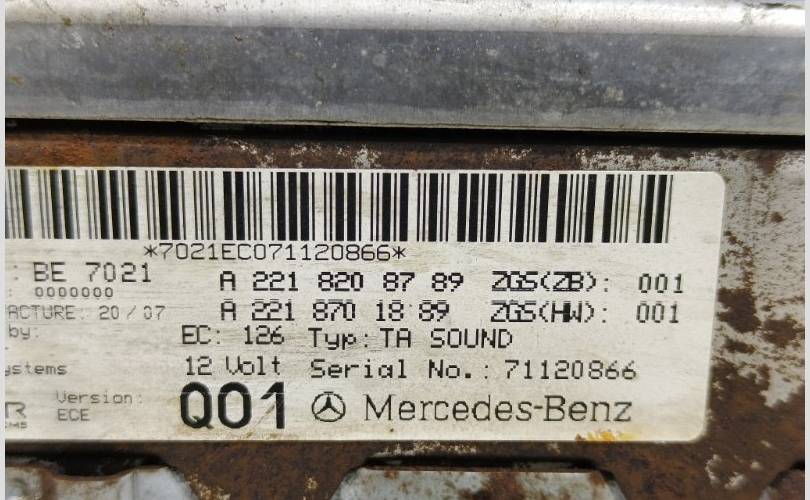 *7021EC071120866*
: BE 7021
A 221 820 87 89 ZGS(ZB): 001
: 0000000
ACTURE: 20/07
A 221 870 18 89 ZGS(HW): 001
by:
EC: 126 Typ: TA SOUND
ystems
12 Volt Serial No.: 71120866
Version:
ECE
Q01 Mercedes-Benz